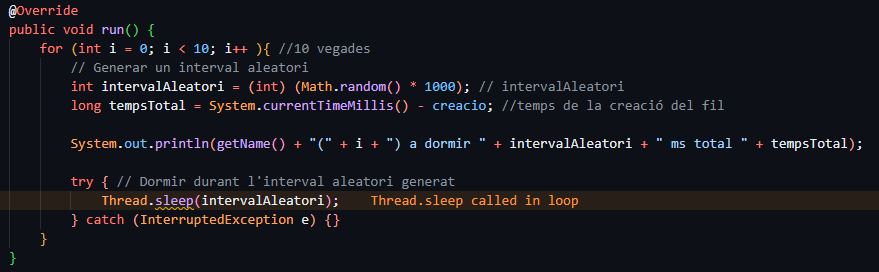 @Override
public void run() {
for (int i = 0; i < 10; i++ ){ //10 vegades
// Generar un interval aleatori
int intervalAleatori = (int) (Math.random() * 1000); // intervalAleatori
long tempsTotal = System.currentTimeMillis() - creacio; //temps de la creació del fil
System.out.println(getName() + "(" + i + ") a dormir " + intervalAleatori + " ms total " + tempsTotal);
try { // Dormir durant l'interval aleatori generat
Thread.sleep(intervalAleatori); Thread.sleep called in loop
} catch (InterruptedException e) {}
}
}